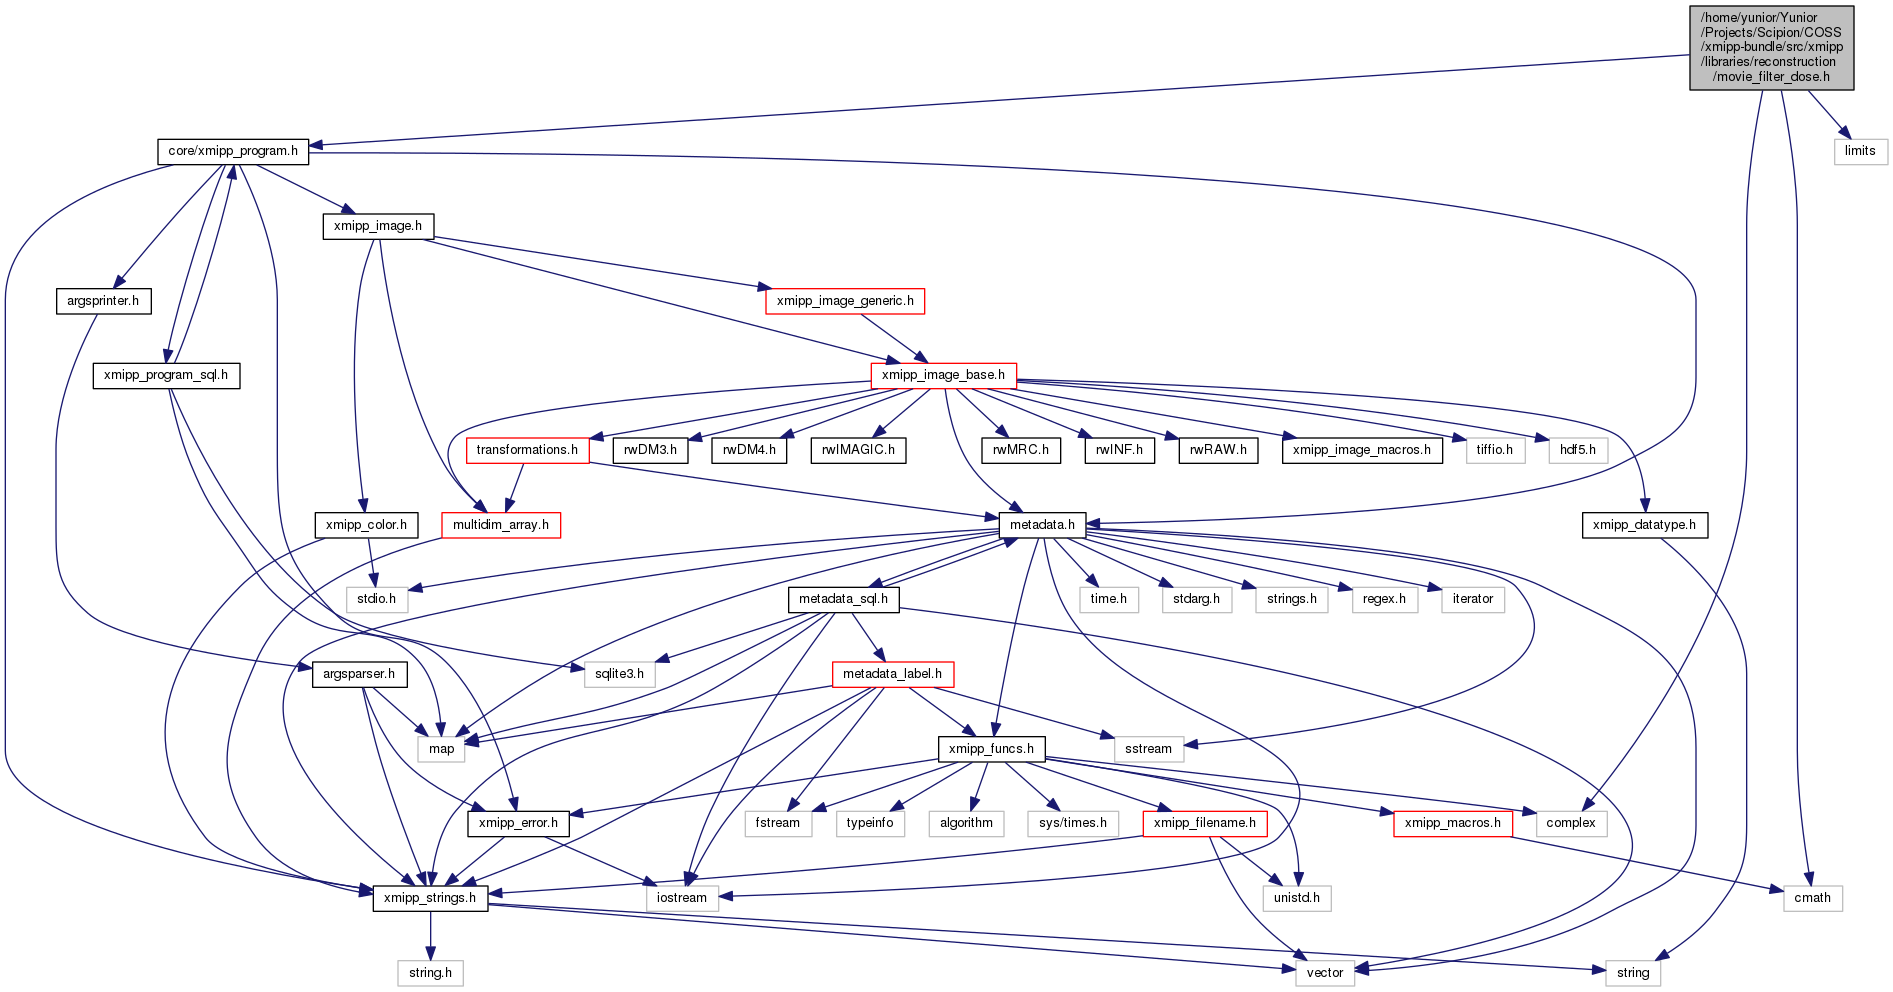 /home/yunior/Yunior
/Projects/Scipion/COSS
/xmipp-bundle/src/xmipp
/libraries/reconstruction
/movie_filter_dose.h
core/xmipp_program.h
limits
xmipp_image.h
argsprinter.h
xmipp_image_generic.h
xmipp_program_sql.h
xmipp_image_base.h
transformations.h
rwDM3.h
rwDM4.h
rwIMAGIC.h
rwMRC.h
rwINF.h
rwRAW.h
xmipp_image_macros.h
tiffio.h
hdf5.h
xmipp_color.h
multidim_array.h
metadata.h
xmipp_datatype.h
stdio.h
metadata_sql.h
time.h
stdarg.h
strings.h
regex.h
iterator
argsparser.h
sqlite3.h
metadata_label.h
map
xmipp_funcs.h
sstream
xmipp_error.h
fstream
typeinfo
algorithm
sys/times.h
xmipp_filename.h
xmipp_macros.h
complex
xmipp_strings.h
iostream
unistd.h
cmath
string.h
vector
string